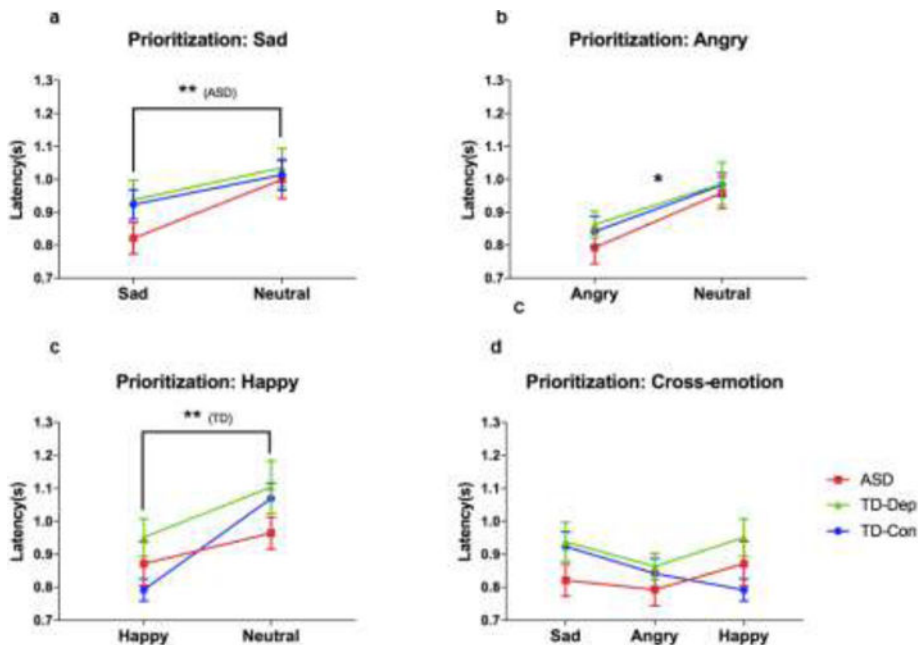 a
Prioritization: Sad
1.3
1.2
1.1
1.0
0.9
0.8
0.7
Latency(s)
** (ASD)
Sad Neutral
b
Prioritization: Angry
1.3
1.2
1.1
1.0
0.9
0.8
0.7
Latency(s)
*
Angry Neutral
c
c
Prioritization: Happy
1.3
1.2
1.1
1.0
0.9
0.8
0.7
Latency(s)
** (TD)
Happy Neutral
d
Prioritization: Cross-emotion
1.3
1.2
1.1
1.0
0.9
0.8
0.7
Latency(s)
Sad Angry Happy
ASD
TD-Dep
TD-Con